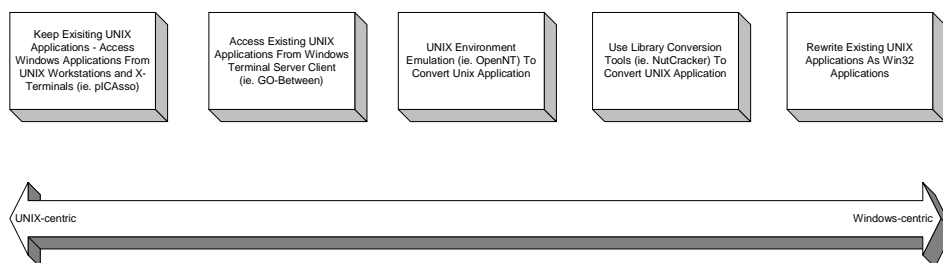 Keep Exisiting UNIX
Applications - Access
Windows Applications From
UNIX Workstations and X-
Terminals (ie. pICAsso)
Access Existing UNIX
Applications From Windows
Terminal Server Client
(ie. GO-Between)
UNIX Environment
Emulation (ie. OpenNT) To
Convert Unix Application
Use Library Conversion
Tools (ie. NutCracker) To
Convert UNIX Application
Rewrite Existing UNIX
Applications As Win32
Applications
UNIX-centric
Windows-centric